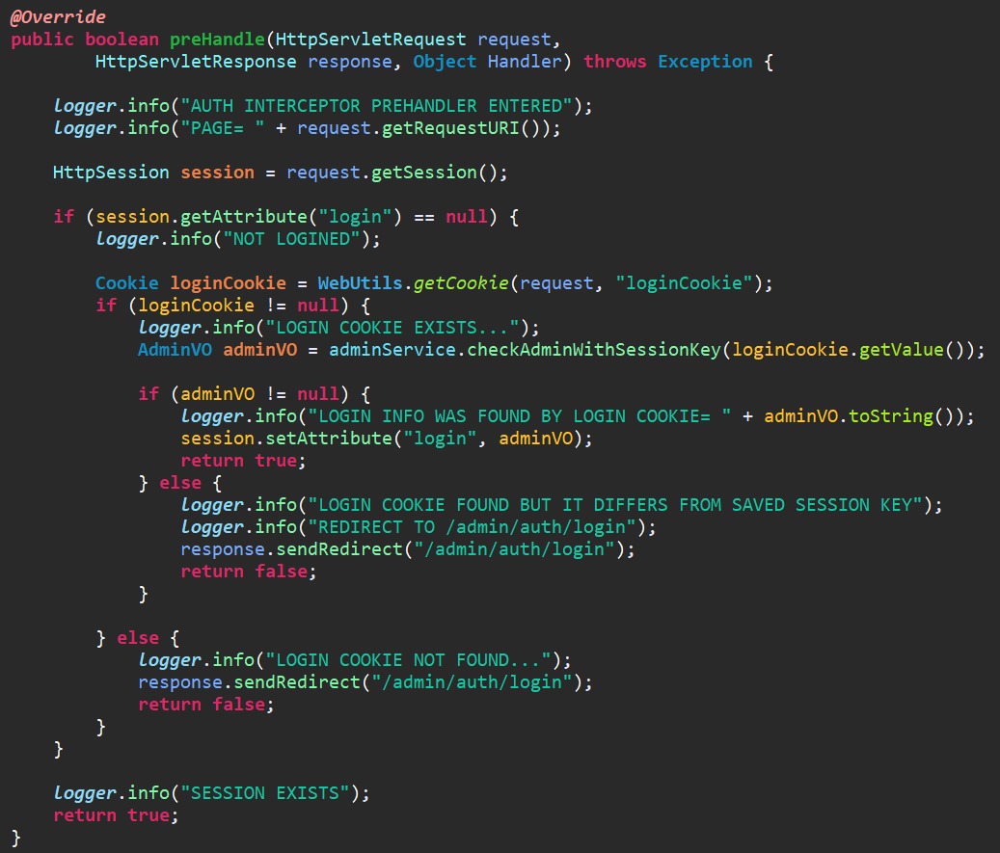 @Override
public boolean preHandle(HttpServletRequest request,
        HttpServletResponse response, Object Handler) throws Exception {

    logger.info("AUTH INTERCEPTOR PREHANDLER ENTERED");
    logger.info("PAGE= " + request.getRequestURI());

    HttpSession session = request.getSession();

    if (session.getAttribute("login") == null) {
        logger.info("NOT LOGINED");

        Cookie loginCookie = WebUtils.getCookie(request, "loginCookie");
        if (loginCookie != null) {
            logger.info("LOGIN COOKIE EXISTS...");
            AdminVO adminVO = adminService.checkAdminWithSessionKey(loginCookie.getValue());

            if (adminVO != null) {
                logger.info("LOGIN INFO WAS FOUND BY LOGIN COOKIE= " + adminVO.toString());
                session.setAttribute("login", adminVO);
                return true;
            } else {
                logger.info("LOGIN COOKIE FOUND BUT IT DIFFERS FROM SAVED SESSION KEY");
                logger.info("REDIRECT TO /admin/auth/login");
                response.sendRedirect("/admin/auth/login");
                return false;
            }

        } else {
            logger.info("LOGIN COOKIE NOT FOUND...");
            response.sendRedirect("/admin/auth/login");
            return false;
        }
    }

    logger.info("SESSION EXISTS");
    return true;
}